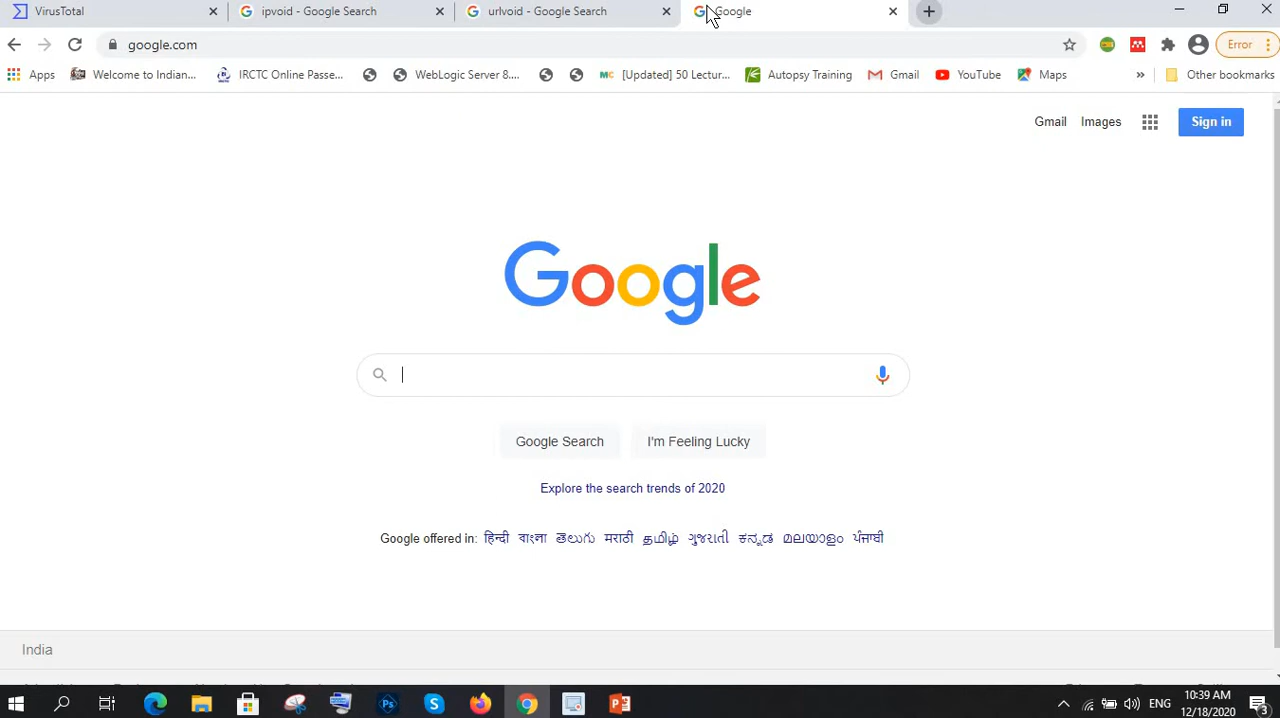 VirusTotal ipvoid - Google Search urlvoid - Google Search Google
google.com Error
Apps Welcome to Indian... IRCTC Online Passe... WebLogic Server 8.... MC [Updated] 50 Lectur... Autopsy Training Gmail YouTube Maps » Other bookmarks
Gmail Images Sign in
Google
Google Search I'm Feeling Lucky
Explore the search trends of 2020
Google offered in: हिन्दी বাংলা తెలుగు मराठी தமிழ் ગુજરાતી ಕನ್ನಡ മലയാളം ਪੰਜਾਬੀ
India
10:39 AM
ENG
12/18/2020
3